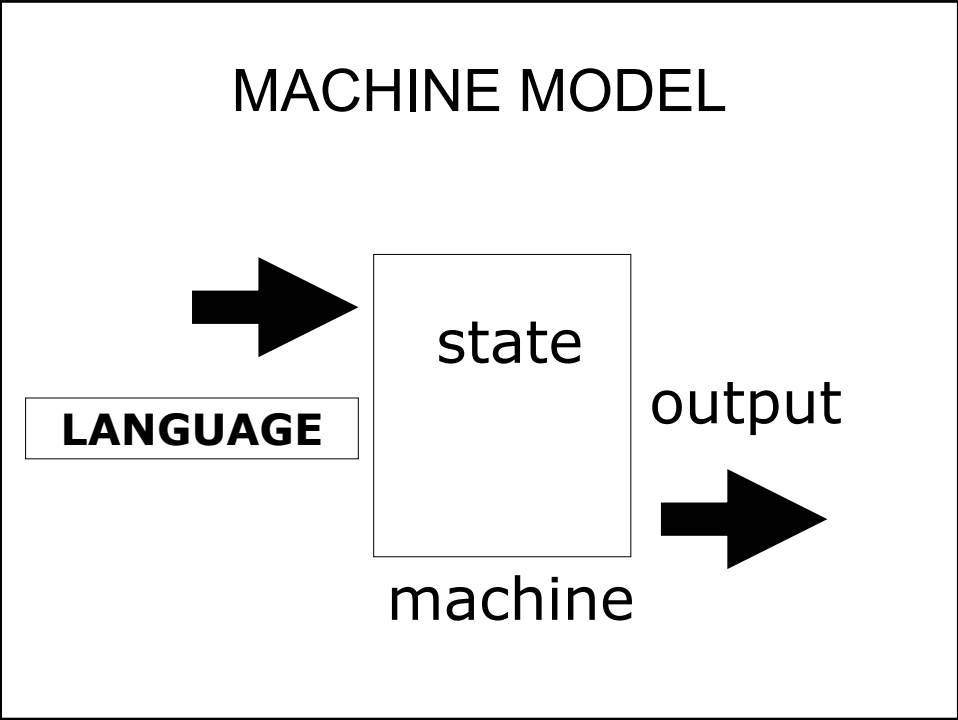 MACHINE MODEL
state
LANGUAGE
output
machine